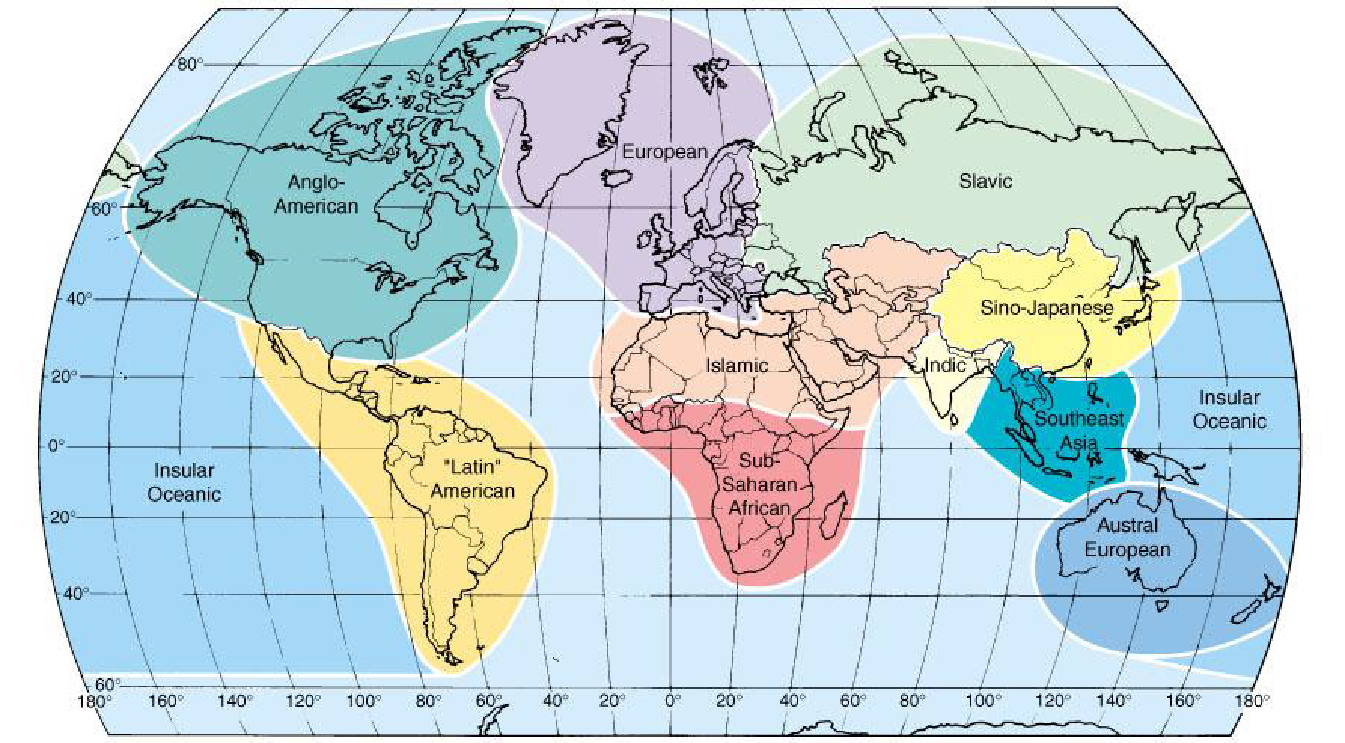 80°
Anglo-
American
European
Slavic
60°
40°
Sino-Japanese
Islamic
Indic
20°
Insular
Oceanic
Southeast
Asia
0°
Insular
Oceanic
"Latin"
American
Sub-
Saharan
African
20°
Austral
European
40°
60°
180°
160°
140°
120°
100°
80°
60°
40°
20°
0°
20°
40°
60°
80°
100°
120°
140°
160°
180°